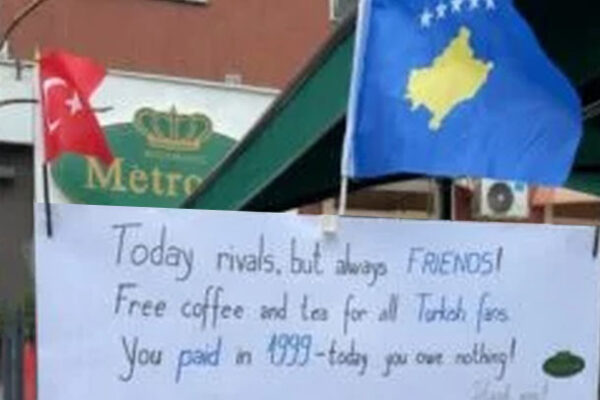 Metro
Today rivals, but always FRIENDS!
Free coffee and tea for all Turkish fans.
You paid in 1999 - today you owe nothing!